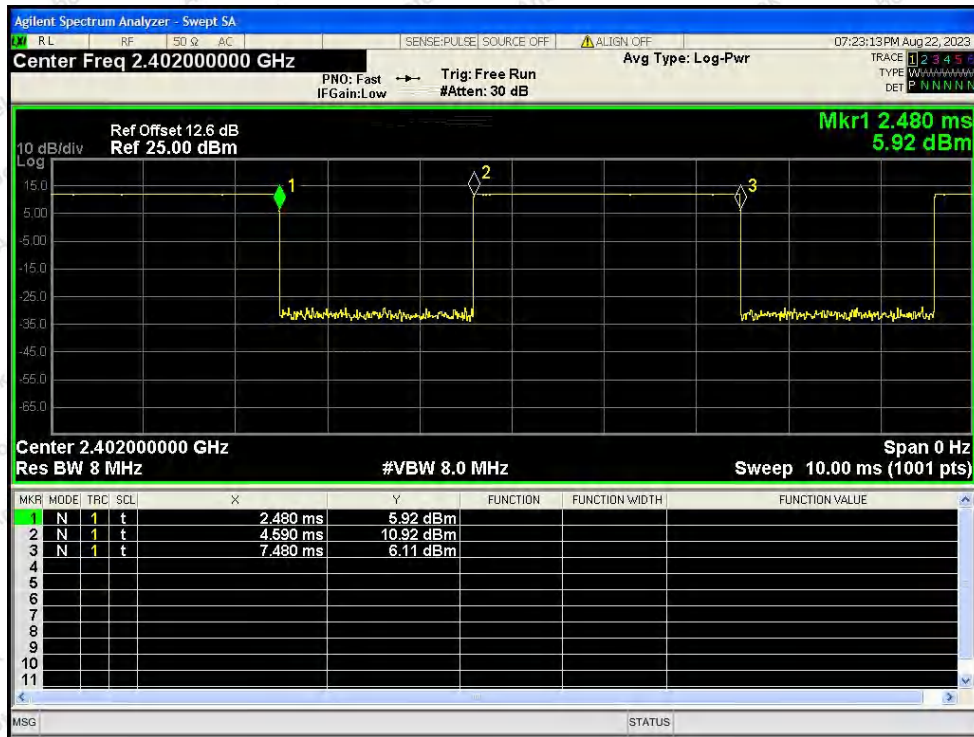 Agilent Spectrum Analyzer - Swept SA
LXI RL RF 50 Ω AC SENSE:PULSE SOURCE OFF ALIGN OFF 07:23:13 PM Aug 22, 2023
Center Freq 2.402000000 GHz
PNO: Fast
IFGain:Low
Trig: Free Run
#Atten: 30 dB
Avg Type: Log-Pwr
TRACE 1 2 3 4 5 6
TYPE W
DET P N N N N N
Mkr1 2.480 ms
5.92 dBm
Ref Offset 12.6 dB
10 dB/div Ref 25.00 dBm
Log
15.0
5.00
-5.00
-15.0
-25.0
-35.0
-45.0
-55.0
-65.0
1
2
3
Center 2.402000000 GHz Span 0 Hz
Res BW 8 MHz #VBW 8.0 MHz Sweep 10.00 ms (1001 pts)
MKR MODE TRC SCL X Y FUNCTION FUNCTION WIDTH FUNCTION VALUE
1 N 1 t 2.480 ms 5.92 dBm
2 N 1 t 4.590 ms 10.92 dBm
3 N 1 t 7.480 ms 6.11 dBm
4
5
6
7
8
9
10
11
MSG STATUS